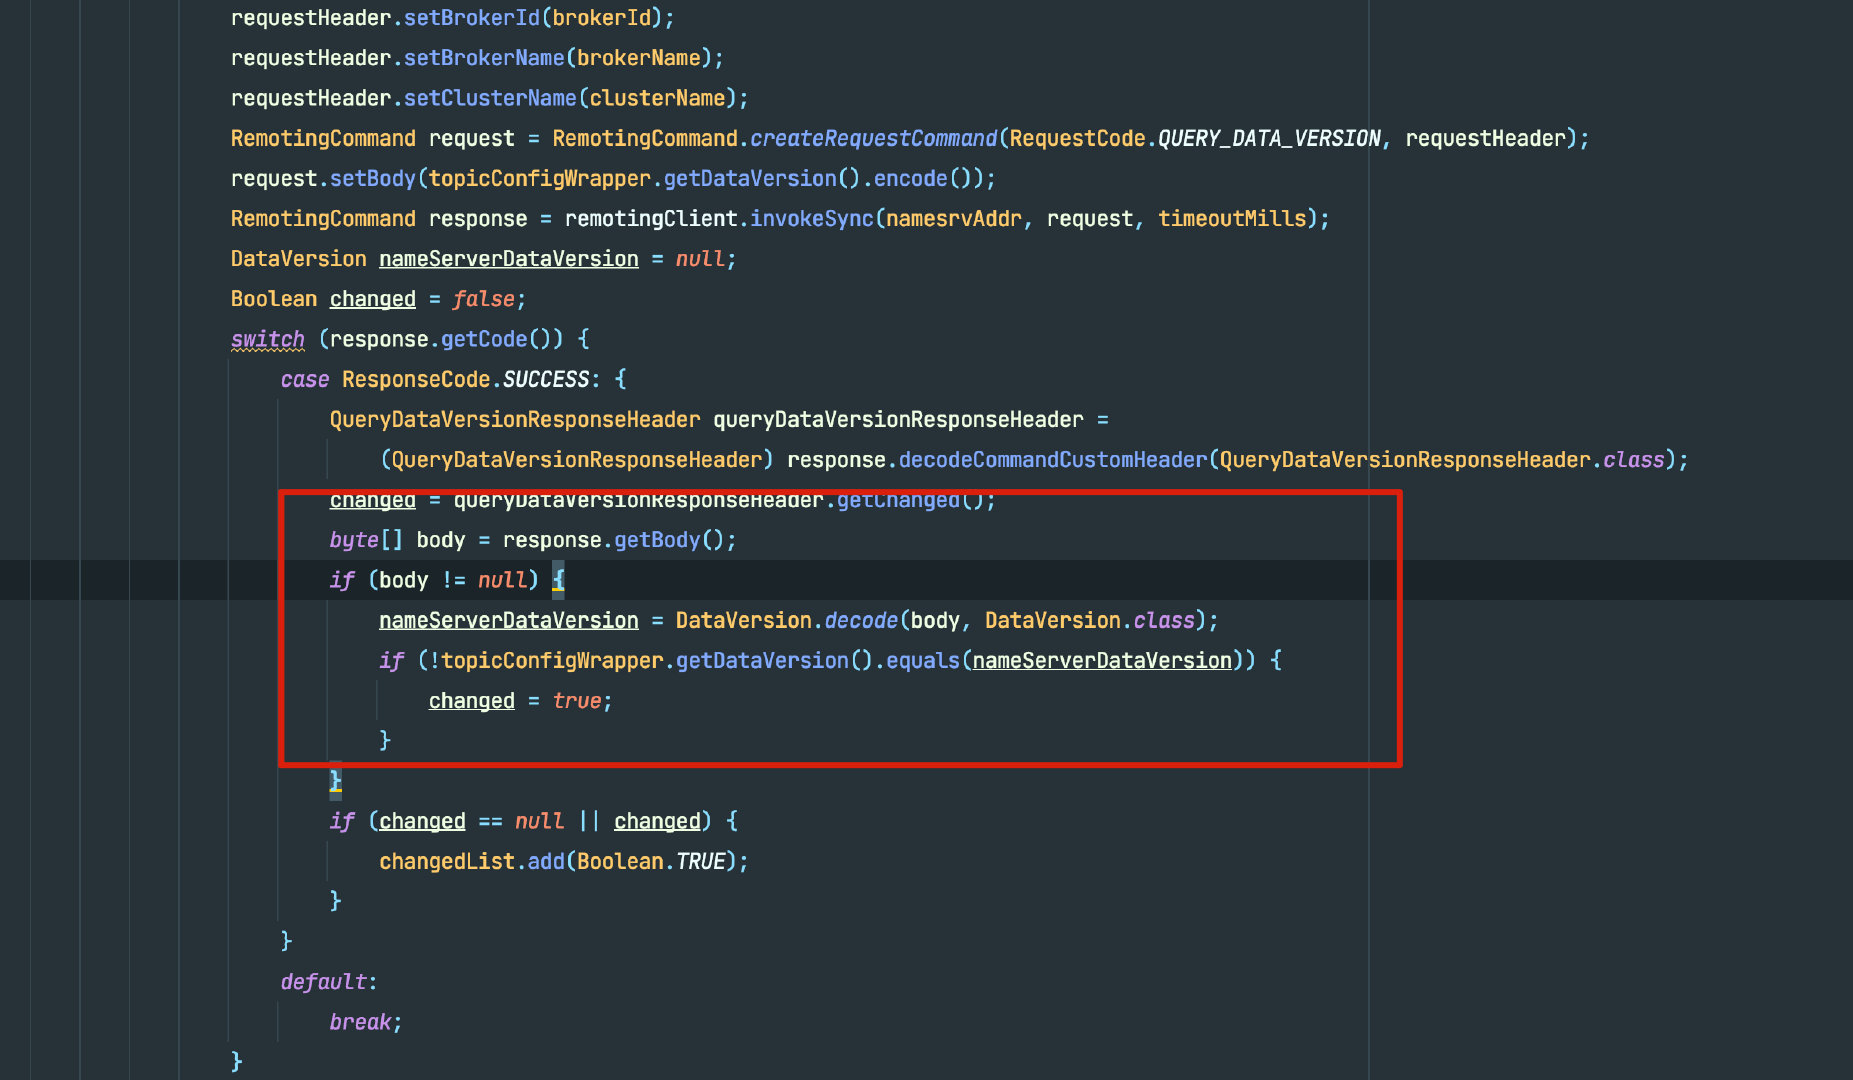 requestHeader.setBrokerId(brokerId);
requestHeader.setBrokerName(brokerName);
requestHeader.setClusterName(clusterName);
RemotingCommand request = RemotingCommand.createRequestCommand(RequestCode.QUERY_DATA_VERSION, requestHeader);
request.setBody(topicConfigWrapper.getDataVersion().encode());
RemotingCommand response = remotingClient.invokeSync(namesrvAddr, request, timeoutMills);
DataVersion nameServerDataVersion = null;
Boolean changed = false;
switch (response.getCode()) {
case ResponseCode.SUCCESS: {
QueryDataVersionResponseHeader queryDataVersionResponseHeader =
(QueryDataVersionResponseHeader) response.decodeCommandCustomHeader(QueryDataVersionResponseHeader.class);
changed = queryDataVersionResponseHeader.getChanged();
byte[] body = response.getBody();
if (body != null) {
nameServerDataVersion = DataVersion.decode(body, DataVersion.class);
if (!topicConfigWrapper.getDataVersion().equals(nameServerDataVersion)) {
changed = true;
}
}
if (changed == null || changed) {
changedList.add(Boolean.TRUE);
}
}
default:
break;
}